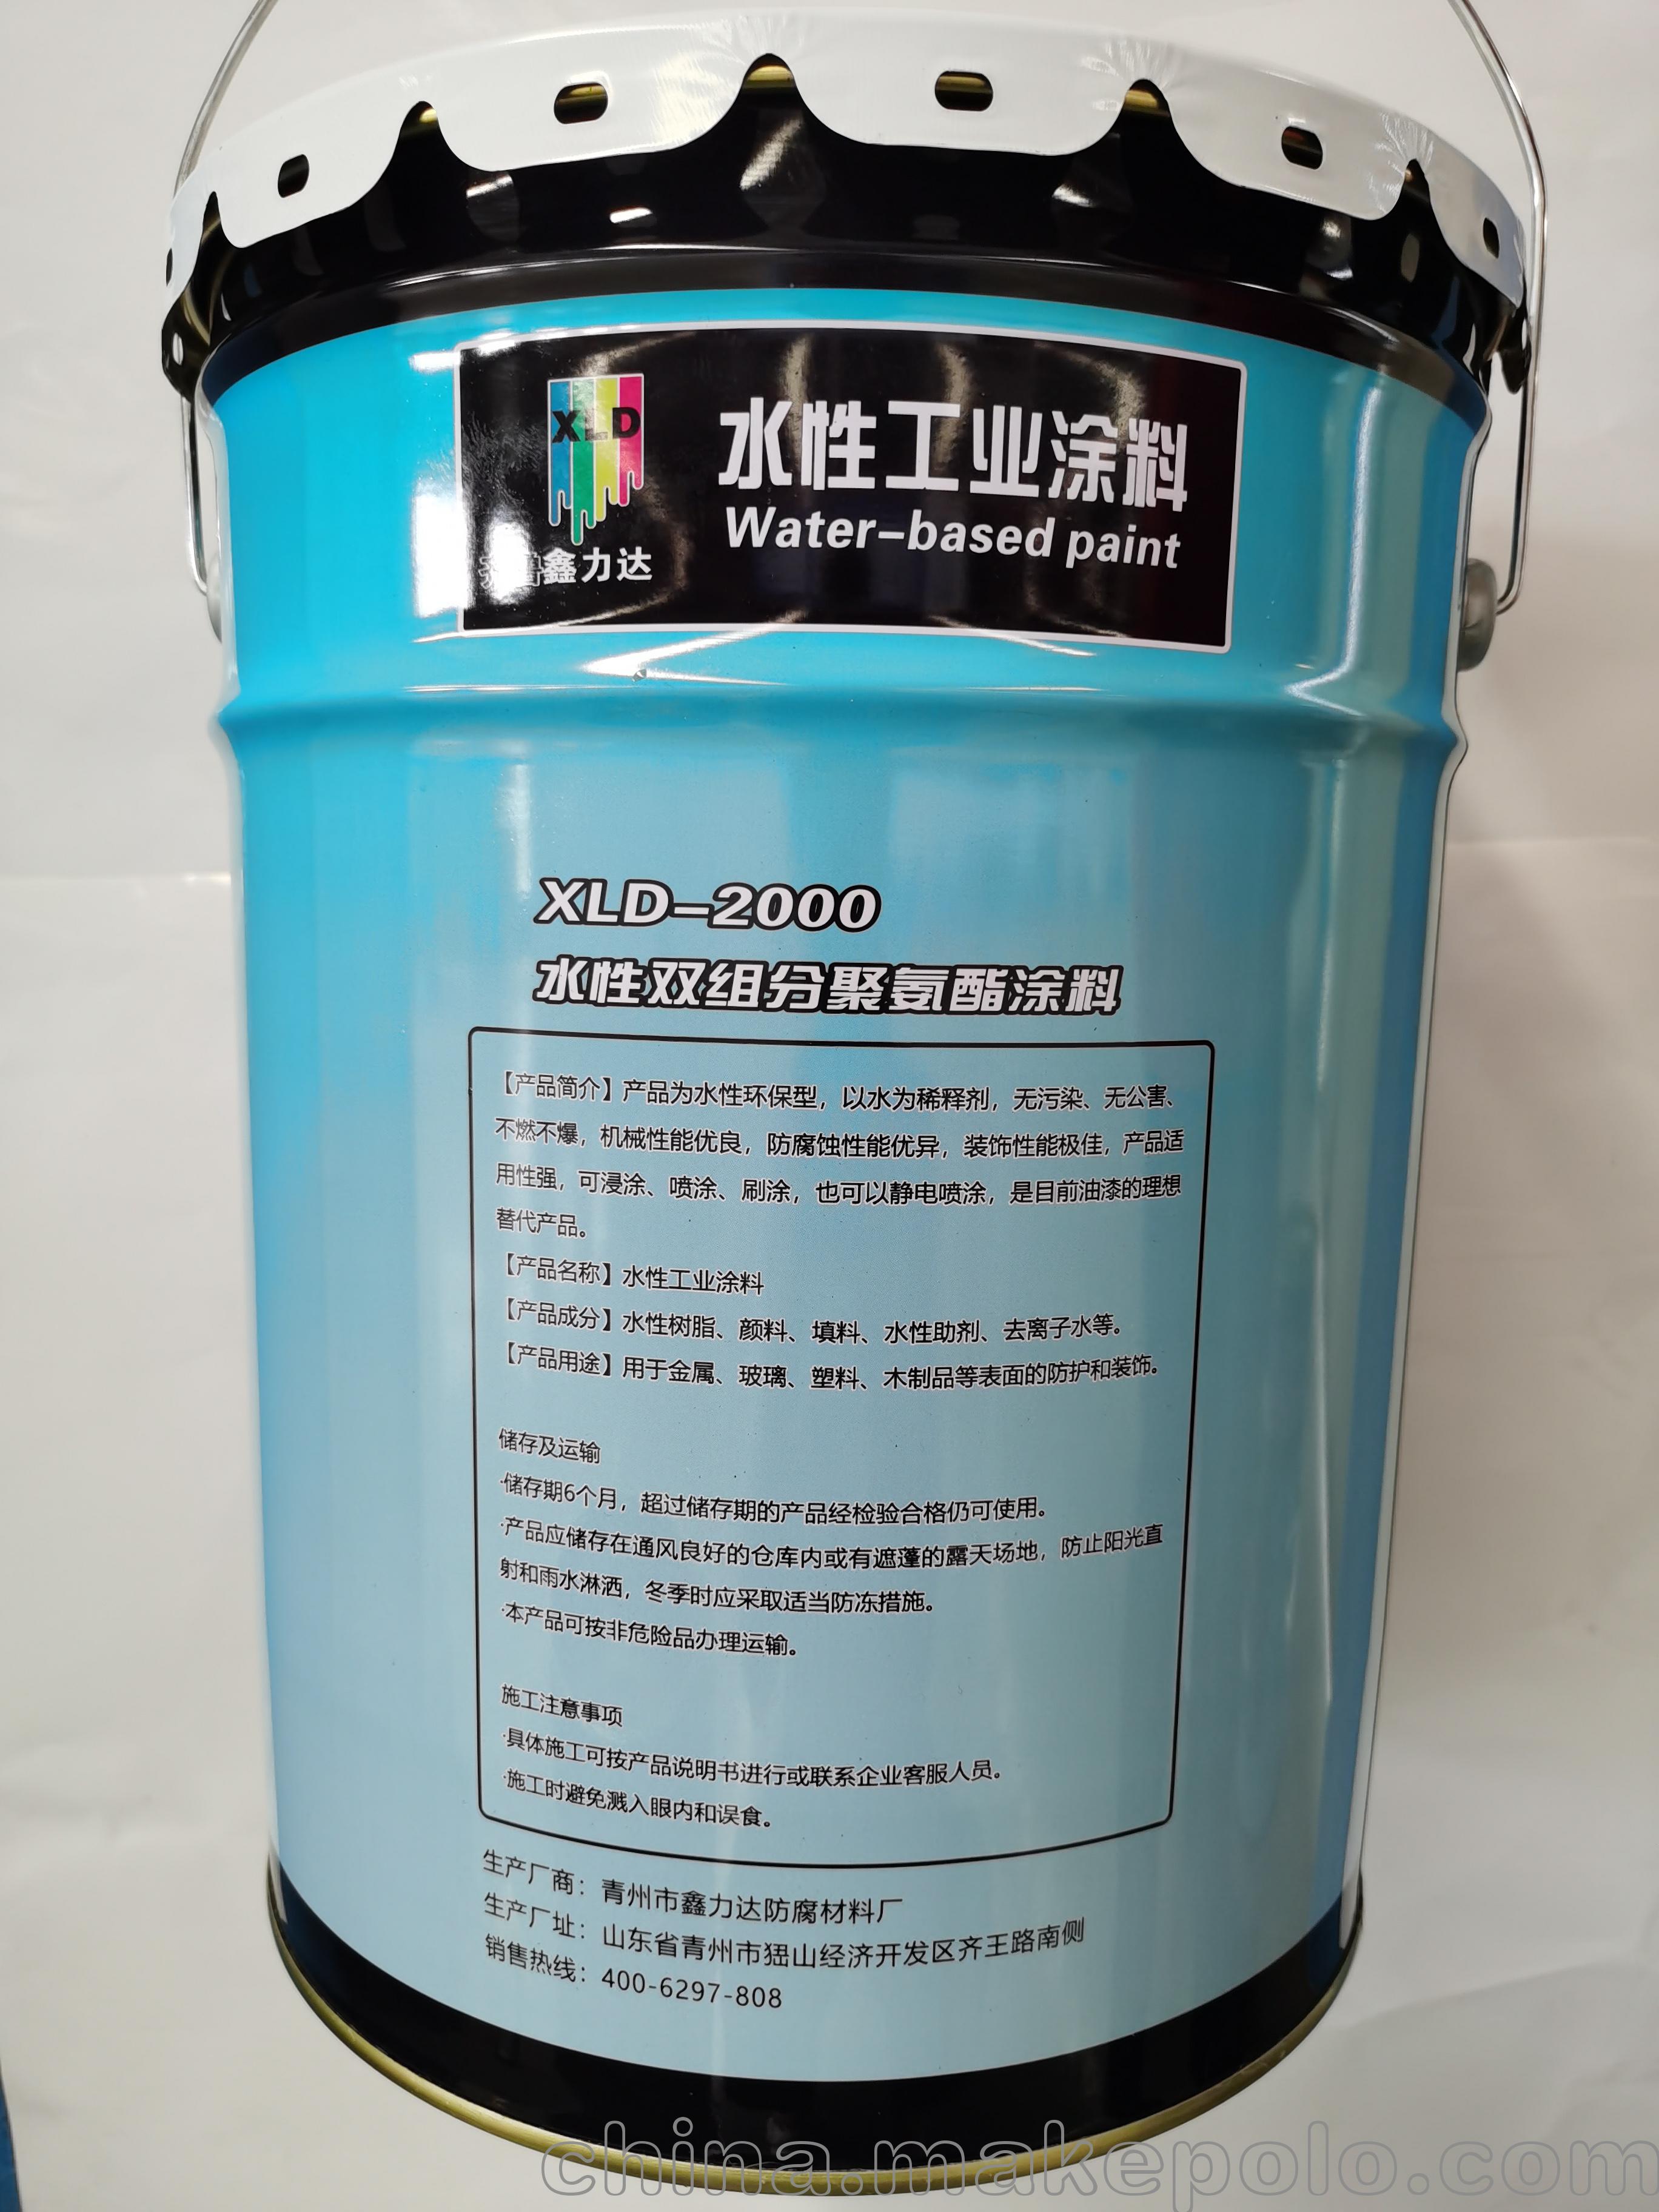 XLD
鑫力达
水性工业涂料
Water-based paint
XLD-2000
水性双组分聚氨酯涂料
【产品简介】产品为水性环保型，以水为稀释剂，无污染、无公害、
不燃不爆，机械性能优良，防腐蚀性能优异，装饰性能极佳，产品适
用性强，可浸涂、喷涂、刷涂，也可以静电喷涂，是目前油漆的理想
替代产品。
【产品名称】水性工业涂料
【产品成分】水性树脂、颜料、填料、水性助剂、去离子水等。
【产品用途】用于金属、玻璃、塑料、木制品等表面的防护和装饰。
储存及运输
·储存期6个月，超过储存期的产品经检验合格仍可使用。
·产品应储存在通风良好的仓库内或有遮蓬的露天场地，防止阳光直
射和雨水淋洒，冬季时应采取适当防冻措施。
·本产品可按非危险品办理运输。
施工注意事项
·具体施工可按产品说明书进行或联系企业客服人员。
·施工时避免溅入眼内和误食。
生产厂商：青州市鑫力达防腐材料厂
生产厂址：山东省青州市狃山经济开发区齐王路南侧
销售热线：400-6297-808
china.makepolo.com